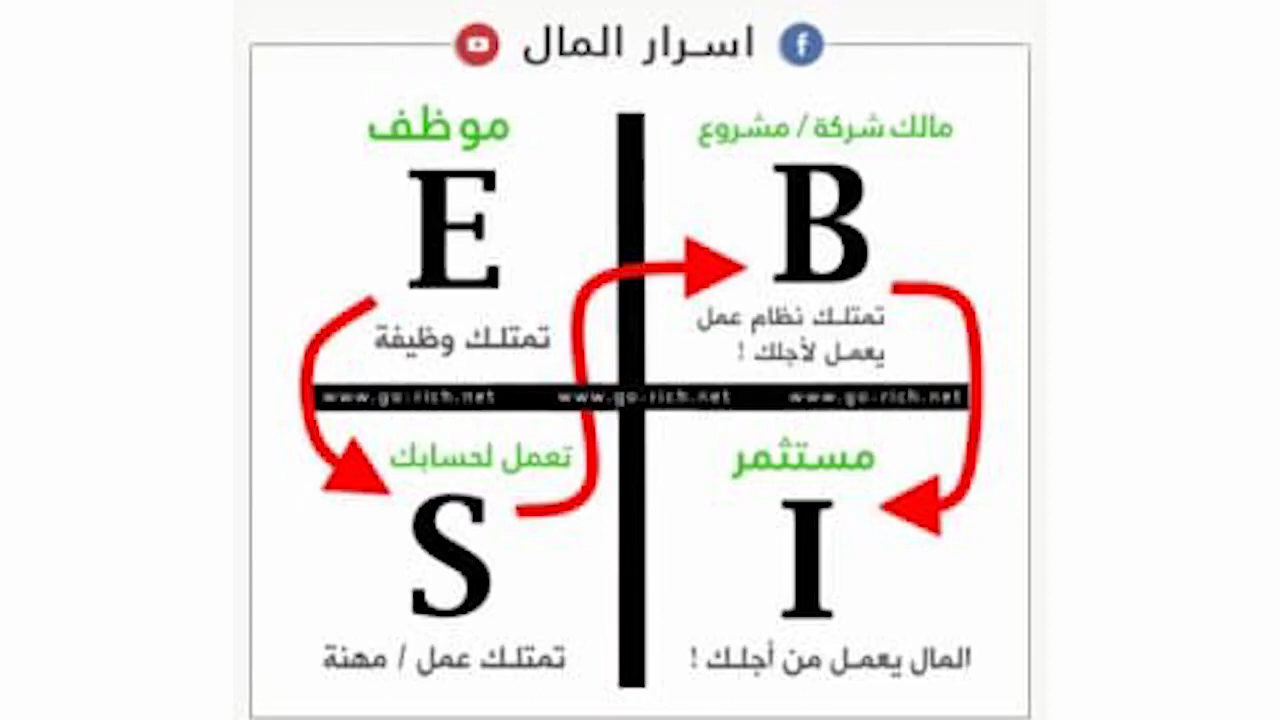 اسرار المال
موظف
E
تمتلك وظيفة
مالك شركة / مشروع
B
تمتلك نظام عمل
يعمل لأجلك !
www.go-rich.net www.go-rich.net www.go-rich.net
تعمل لحسابك
S
تمتلك عمل / مهنة
مستثمر
I
المال يعمل من أجلك !